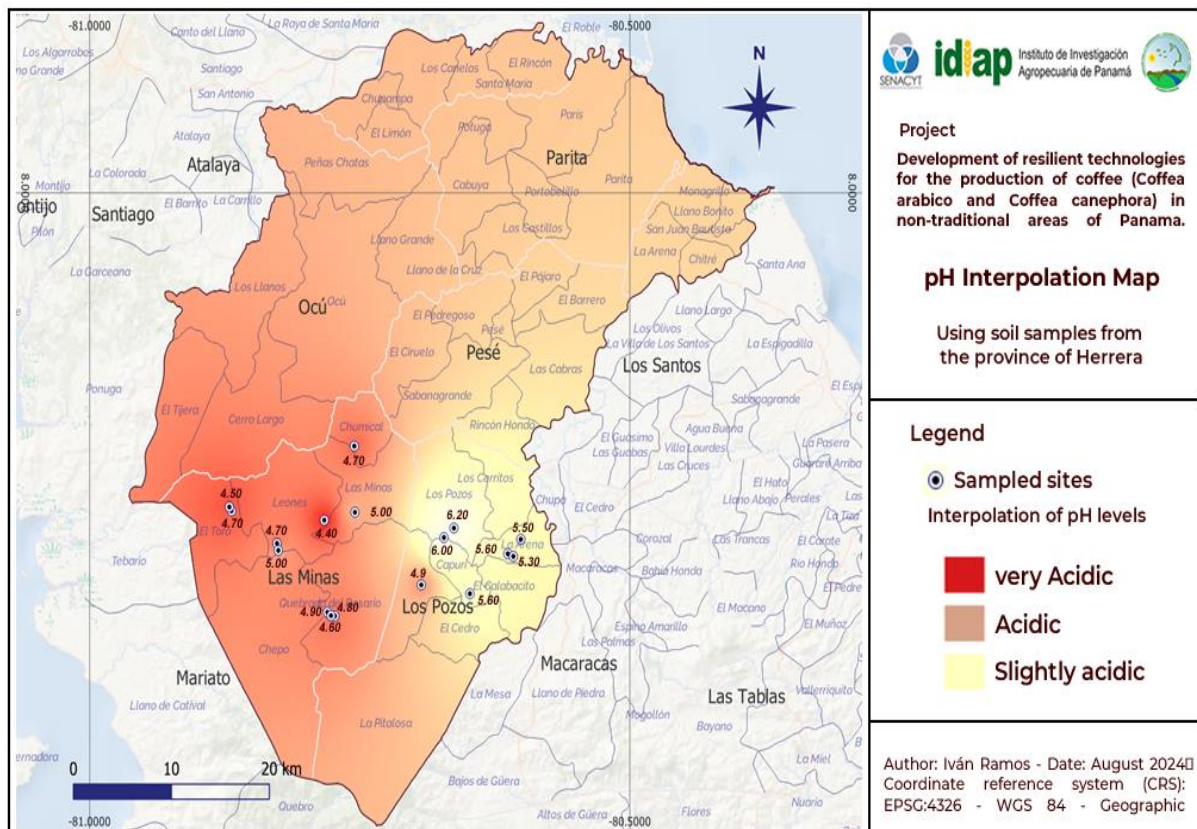 -81.0000
-80.5000
La Raya de Santa María
El Roble
Canto del Llano
Los Algarrobos
Santiago
San Antonio
Los Canelos
El Rincón
Santa María
Chupampa
El Limón
París
Potuga
Atalaya
Atalaya
Peñas Chatas
Parita
Parita
La Colorada
Montijo
El Barrito
La Carrillo
Cabuya
Portobelillo
Monagrillo
8.0000
8.0000
ontijo
Santiago
Pilón
Llano Bonito
San Juan Bautista
Los Castillos
La Arena
Chitré
Llano Grande
La Garceana
Llano de la Cruz
El Pájaro
Santa Ana
Los Llanos
Ocú
Ocú
El Barrero
Llano Largo
El Pedregoso
Pesé
Los Olivos
La Villa de Los Santos
La Espigadilla
El Ciruelo
Pesé
Las Cabras
Los Santos
Ponuga
El Tijera
Sabanagrande
Sabanagrande
Cerro Largo
Chumical
Rincón Hondo
El Guásimo
Agua Buena
Las Guabas
Villa Lourdes
La Pasera
Las Cruces
Guararé Arriba
4.70
4.50
Leones
Las Minas
Los Cerritos
Los Pozos
Chupa
El Cedro
El Hato
Llano Abajo
Perales
4.70
El Toro
4.40
5.00
6.20
5.50
4.70
5.00
6.00
5.60
La Arena
5.30
Tebario
Corozal
Las Trancas
El Carate
Capurí
Macaracas
Bahía Honda
Río Hondo
Las Minas
4.9
El Calabacito
5.60
Quebrada del Rosario
4.90
4.80
4.60
Los Pozos
El Cedro
El Macano
El Muñoz
Espino Amarillo
Las Palmas
Chepo
Mariato
Macaracas
La Mesa
Llano de Piedra
Las Tablas
Vallerriquito
Llano de Catival
Mogollón
Bayano
La Pitaloza
La Miel
Bajos de Güera
Nuario
Quebro
Altos de Güera
Flores
N
0
10
20 km
-81.0000
-80.5000
SENACYT
idiap
Instituto de Investigación
Agropecuaria de Panamá
Project
Development of resilient technologies
for the production of coffee (Coffea
arabico and Coffea canephora) in
non-traditional areas of Panama.
pH Interpolation Map
Using soil samples from
the province of Herrera
Legend
Sampled sites
Interpolation of pH levels
very Acidic
Acidic
Slightly acidic
Author: Iván Ramos - Date: August 2024
Coordinate reference system (CRS):
EPSG:4326 - WGS 84 - Geographic